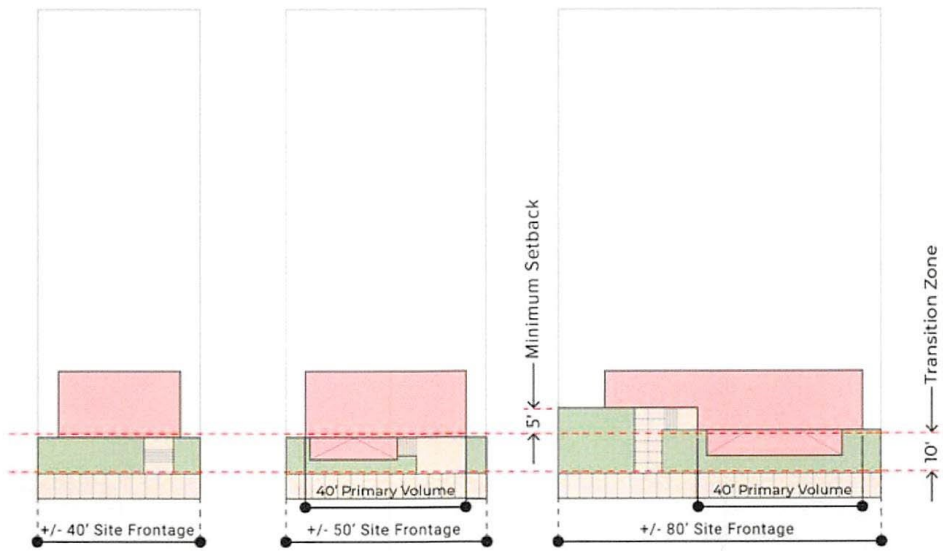 Minimum Setback
5'
Transition Zone
10'
40' Primary Volume
40' Primary Volume
+/- 40' Site Frontage
+/- 50' Site Frontage
+/- 80' Site Frontage